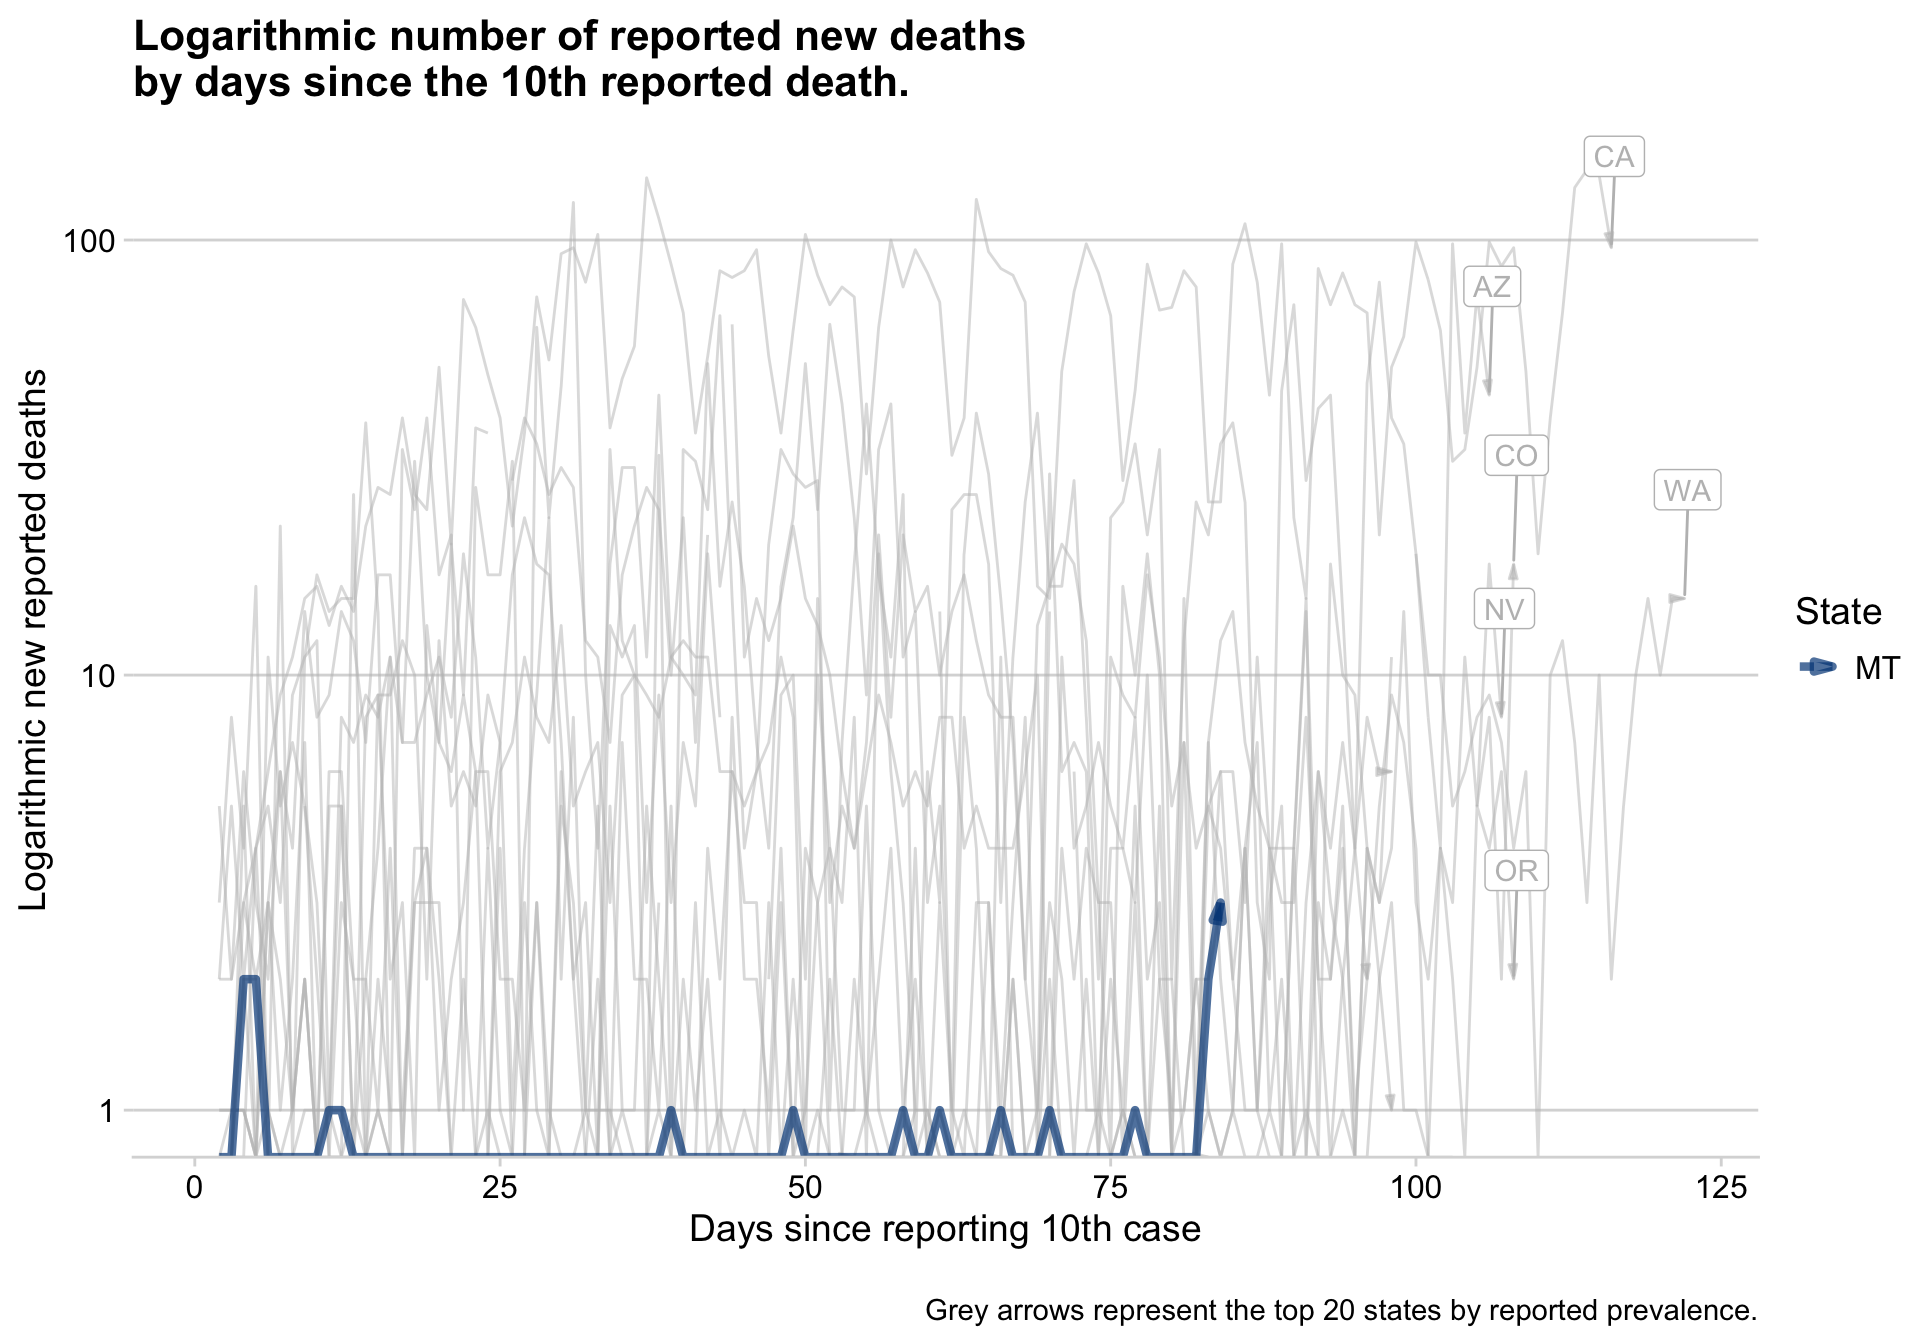 Logarithmic number of reported new deaths
by days since the 10th reported death.
CA
100
AZ
CO
WA
NV
State
MT
10
OR
1
0 25 50 75 100 125
Days since reporting 10th case
Logarithmic new reported deaths
Grey arrows represent the top 20 states by reported prevalence.